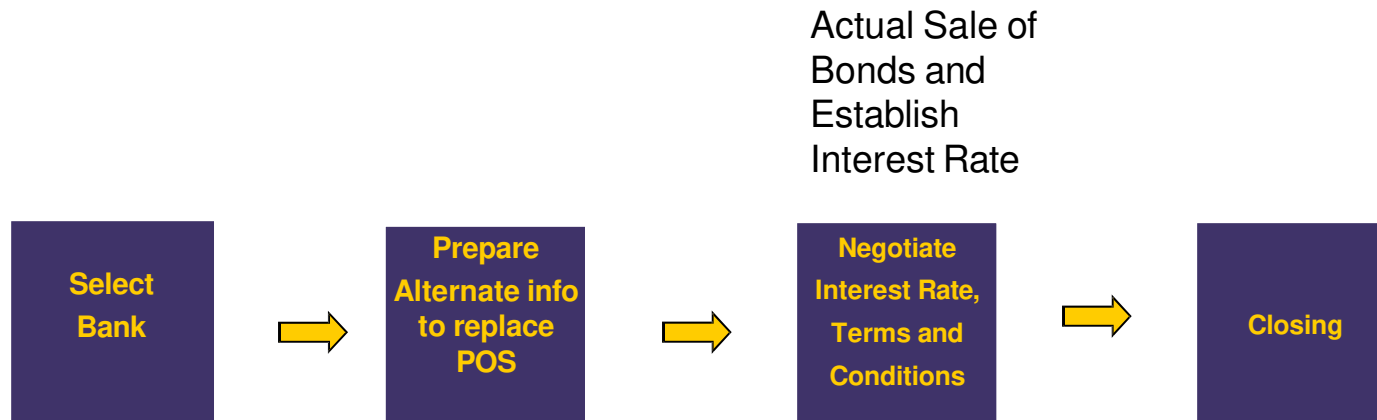 Actual Sale of
Bonds and
Establish
Interest Rate
Select
Bank
Prepare
Alternate info
to replace
POS
Negotiate
Interest Rate,
Terms and
Conditions
Closing